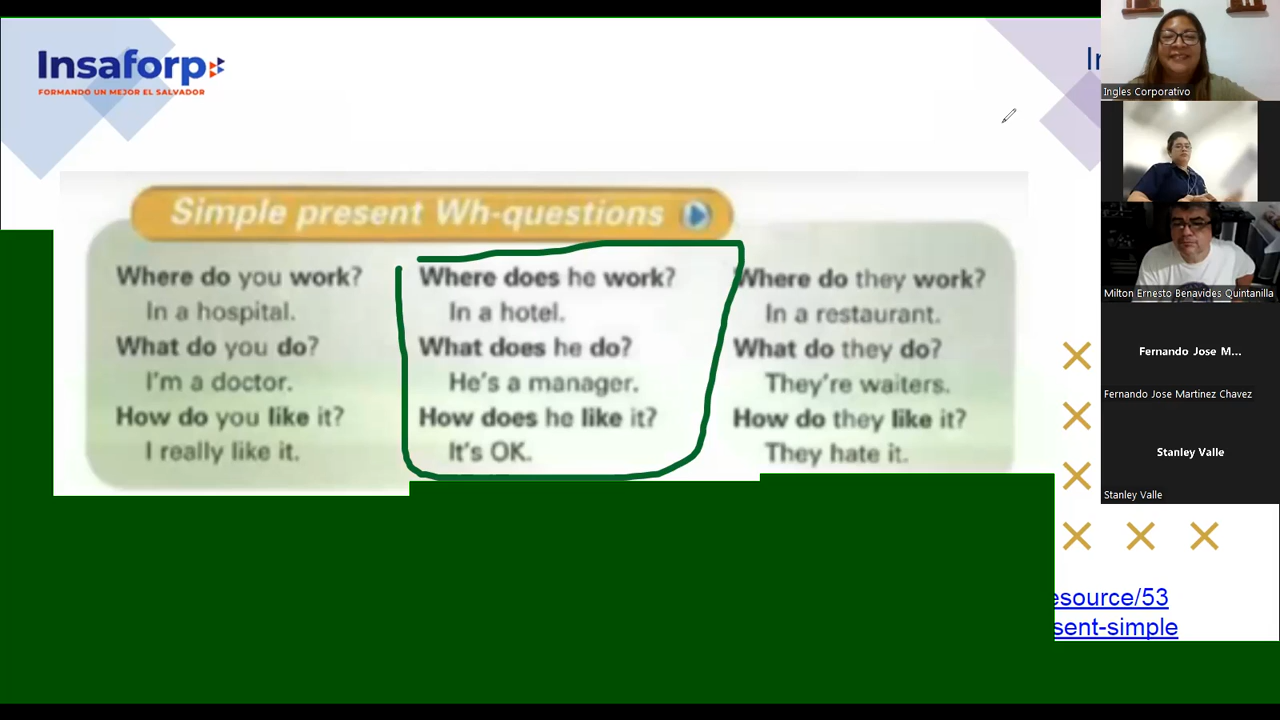 Insaforp
FORMANDO UN MEJOR EL SALVADOR
Simple present Wh-questions
Where do you work?
In a hospital.
What do you do?
I'm a doctor.
How do you like it?
I really like it.
Where does he work?
In a hotel.
What does he do?
He's a manager.
How does he like it?
It's OK.
Where do they work?
In a restaurant.
What do they do?
They're waiters.
How do they like it?
They hate it.
esource/53
sent-simple
Ingles Corporativo
Milton Ernesto Benavides Quintanilla
Fernando Jose M...
Fernando Jose Martinez Chavez
Stanley Valle
Stanley Valle